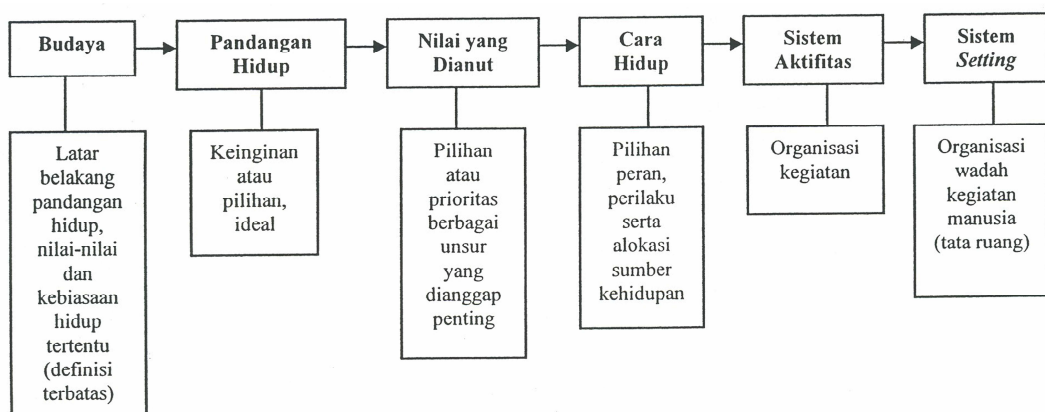 Budaya
Pandangan
Hidup
Nilai yang
Dianut
Cara
Hidup
Sistem
Aktifitas
Sistem
Setting
Latar
belakang
pandangan
hidup,
nilai-nilai
dan
kebiasaan
hidup
tertentu
(definisi
terbatas)
Keinginan
atau
pilihan,
ideal
Pilihan
atau
prioritas
berbagai
unsur
yang
dianggap
penting
Pilihan
peran,
perilaku
serta
alokasi
sumber
kehidupan
Organisasi
kegiatan
Organisasi
wadah
kegiatan
manusia
(tata ruang)